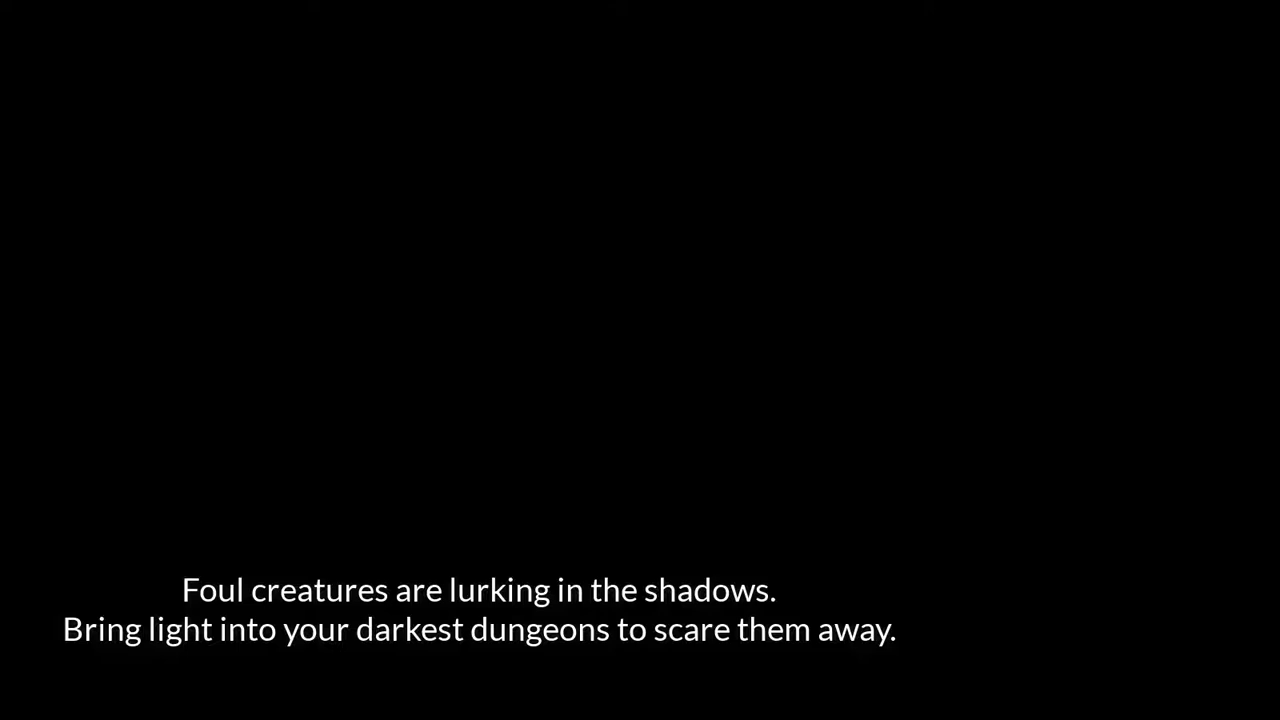 Foul creatures are lurking in the shadows.
Bring light into your darkest dungeons to scare them away.